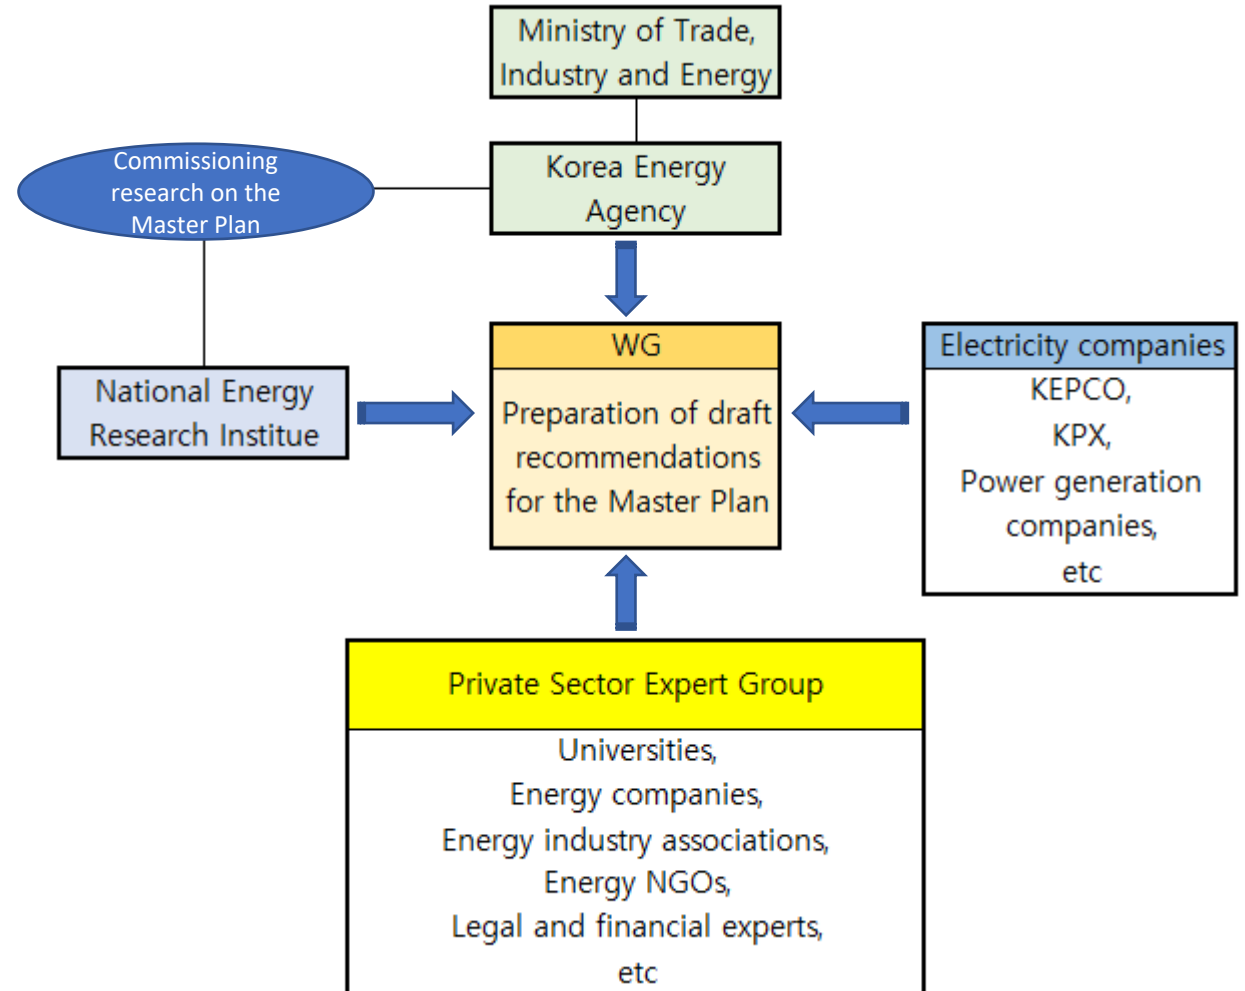 Ministry of Trade,
Industry and Energy
Commissioning
research on the
Master Plan
Korea Energy
Agency
WG
Preparation of draft
recommendations
for the Master Plan
National Energy
Research Institue
Electricity companies
KEPCO,
KPX,
Power generation
companies,
etc
Private Sector Expert Group
Universities,
Energy companies,
Energy industry associations,
Energy NGOs,
Legal and financial experts,
etc